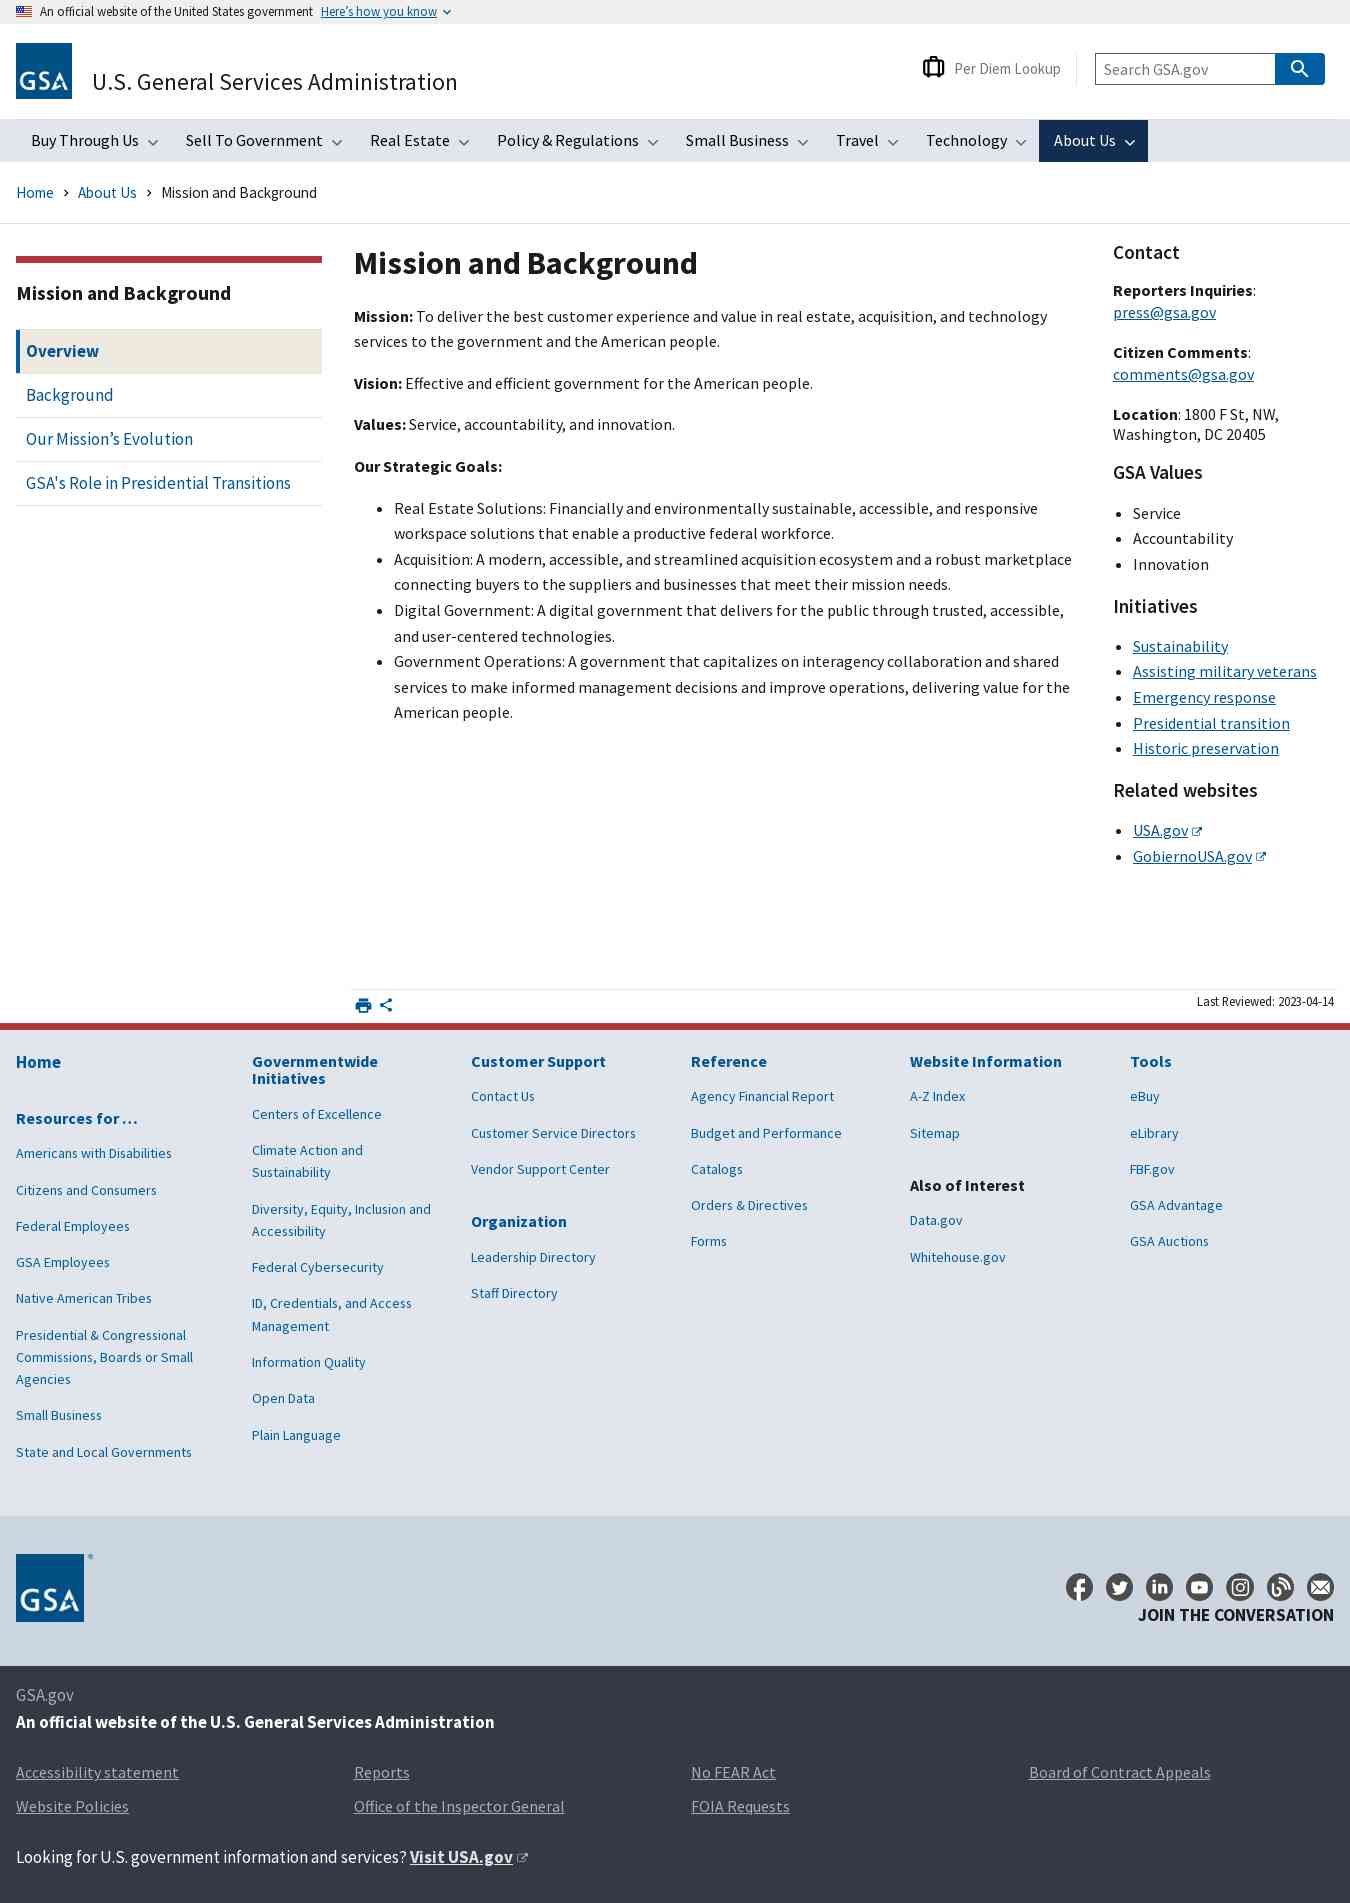 An official website of the United States government Here’s how you know
GSA
U.S. General Services Administration
Per Diem Lookup
Search GSA.gov
Buy Through Us
Sell To Government
Real Estate
Policy & Regulations
Small Business
Travel
Technology
About Us
Home
About Us
Mission and Background
Mission and Background
Overview
Background
Our Mission’s Evolution
GSA's Role in Presidential Transitions
Mission and Background
Mission: To deliver the best customer experience and value in real estate, acquisition, and technology
services to the government and the American people.
Vision: Effective and efficient government for the American people.
Values: Service, accountability, and innovation.
Our Strategic Goals:
Real Estate Solutions: Financially and environmentally sustainable, accessible, and responsive
workspace solutions that enable a productive federal workforce.
Acquisition: A modern, accessible, and streamlined acquisition ecosystem and a robust marketplace
connecting buyers to the suppliers and businesses that meet their mission needs.
Digital Government: A digital government that delivers for the public through trusted, accessible,
and user-centered technologies.
Government Operations: A government that capitalizes on interagency collaboration and shared
services to make informed management decisions and improve operations, delivering value for the
American people.
Contact
Reporters Inquiries:
press@gsa.gov
Citizen Comments:
comments@gsa.gov
Location: 1800 F St, NW,
Washington, DC 20405
GSA Values
Service
Accountability
Innovation
Initiatives
Sustainability
Assisting military veterans
Emergency response
Presidential transition
Historic preservation
Related websites
USA.gov
GobiernoUSA.gov
Last Reviewed: 2023-04-14
Home
Resources for …
Americans with Disabilities
Citizens and Consumers
Federal Employees
GSA Employees
Native American Tribes
Presidential & Congressional
Commissions, Boards or Small
Agencies
Small Business
State and Local Governments
Governmentwide
Initiatives
Centers of Excellence
Climate Action and
Sustainability
Diversity, Equity, Inclusion and
Accessibility
Federal Cybersecurity
ID, Credentials, and Access
Management
Information Quality
Open Data
Plain Language
Customer Support
Contact Us
Customer Service Directors
Vendor Support Center
Organization
Leadership Directory
Staff Directory
Reference
Agency Financial Report
Budget and Performance
Catalogs
Orders & Directives
Forms
Website Information
A-Z Index
Sitemap
Also of Interest
Data.gov
Whitehouse.gov
Tools
eBuy
eLibrary
FBF.gov
GSA Advantage
GSA Auctions
GSA
JOIN THE CONVERSATION
GSA.gov
An official website of the U.S. General Services Administration
Accessibility statement
Reports
No FEAR Act
Board of Contract Appeals
Website Policies
Office of the Inspector General
FOIA Requests
Looking for U.S. government information and services? Visit USA.gov